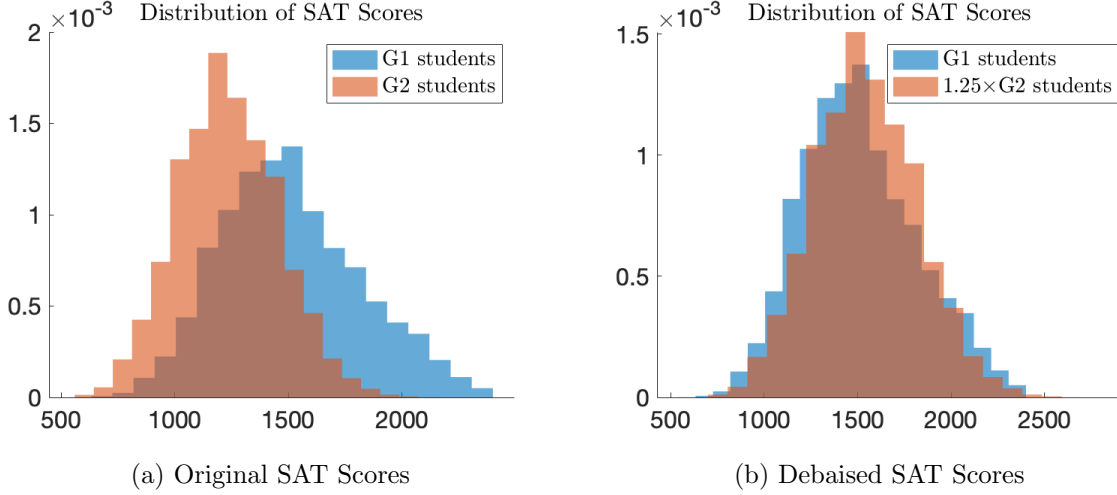 ×10⁻³ Distribution of SAT Scores
2
1.5
1
0.5
0
500 1000 1500 2000
G1 students
G2 students
(a) Original SAT Scores
×10⁻³ Distribution of SAT Scores
1.5
1
0.5
0
500 1000 1500 2000 2500
G1 students
1.25×G2 students
(b) Debaised SAT Scores